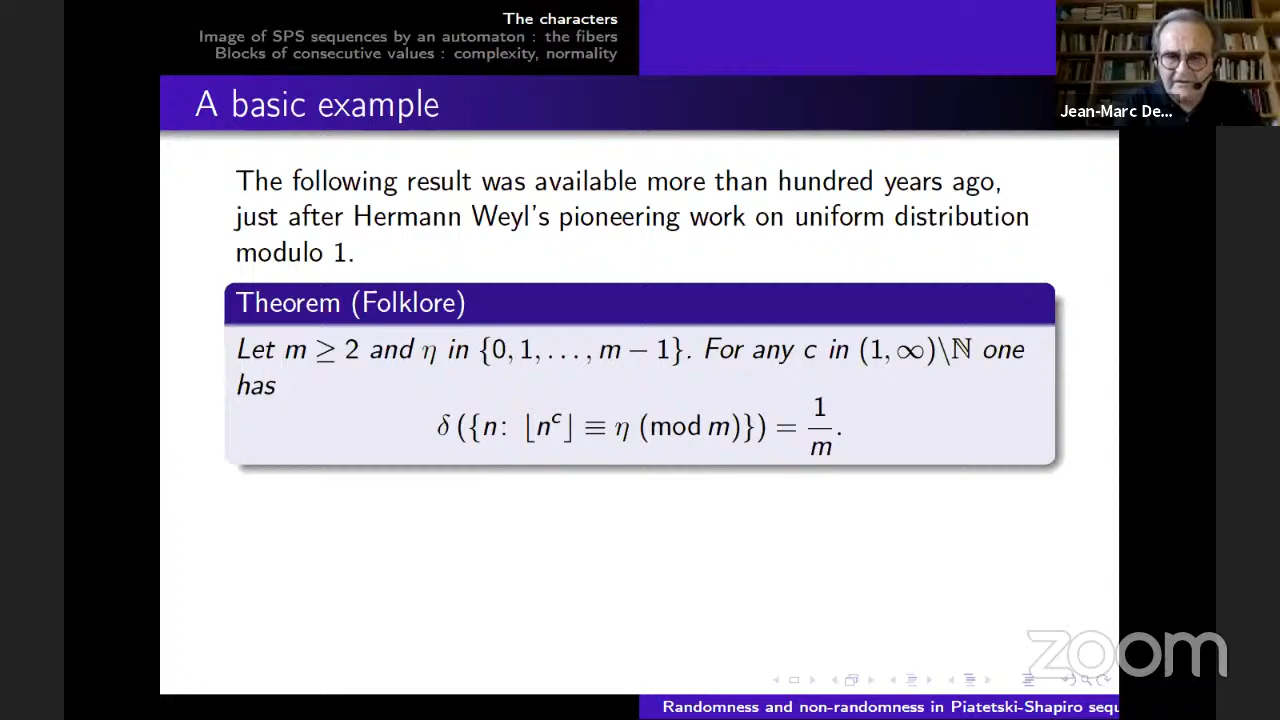 The characters
Image of SPS sequences by an automaton : the fibers
Blocks of consecutive values : complexity, normality
A basic example
Jean-Marc De...
The following result was available more than hundred years ago,
just after Hermann Weyl's pioneering work on uniform distribution
modulo 1.
Theorem (Folklore)
Let m ≥ 2 and η in {0, 1, . . . , m − 1}. For any c in (1, ∞)\ℕ one
has
δ ({n: ⌊n^c⌋ ≡ η (mod m)}) = 1/m.
zoom
Randomness and non-randomness in Piatetski-Shapiro sequ